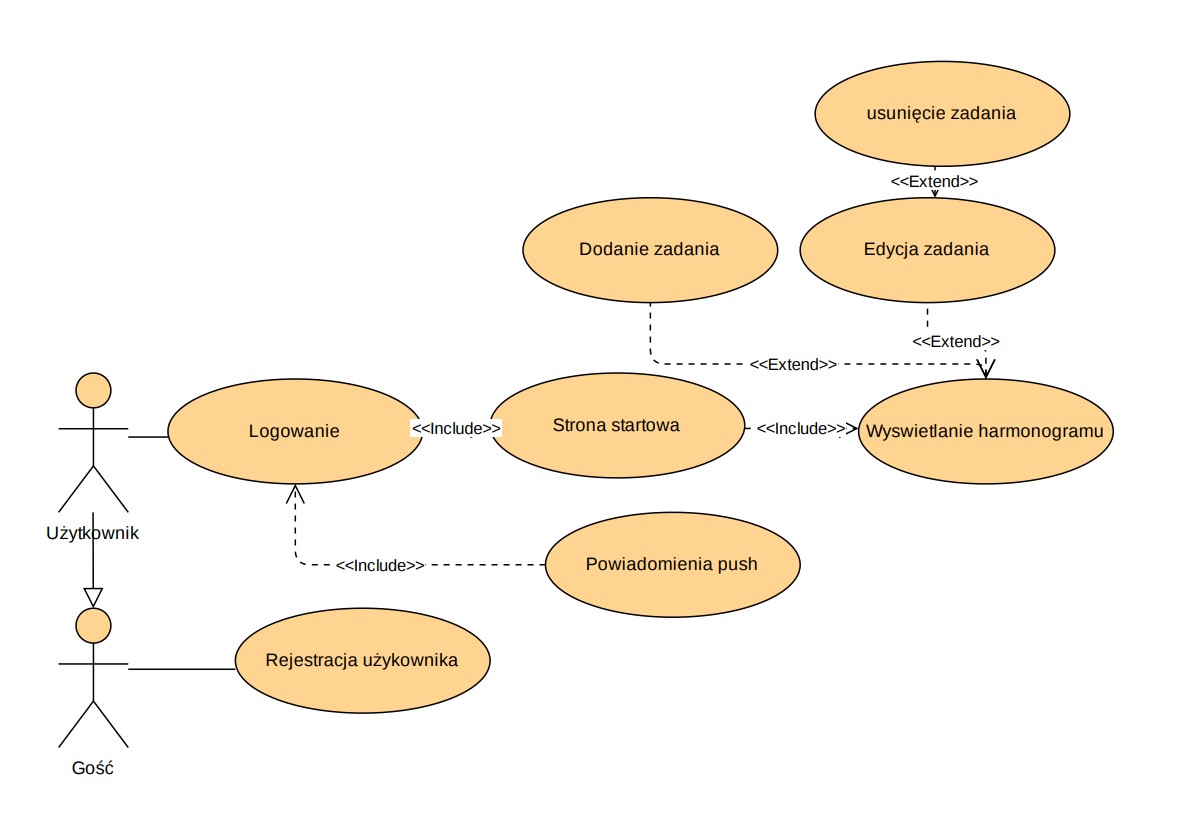 usunięcie zadania
<<Extend>>
Dodanie zadania
Edycja zadania
<<Extend>>
<<Extend>>
Logowanie
<<Include>>
Strona startowa
<<Include>>
Wyswietlanie harmonogramu
Użytkownik
<<Include>>
Powiadomienia push
Rejestracja użykownika
Gość